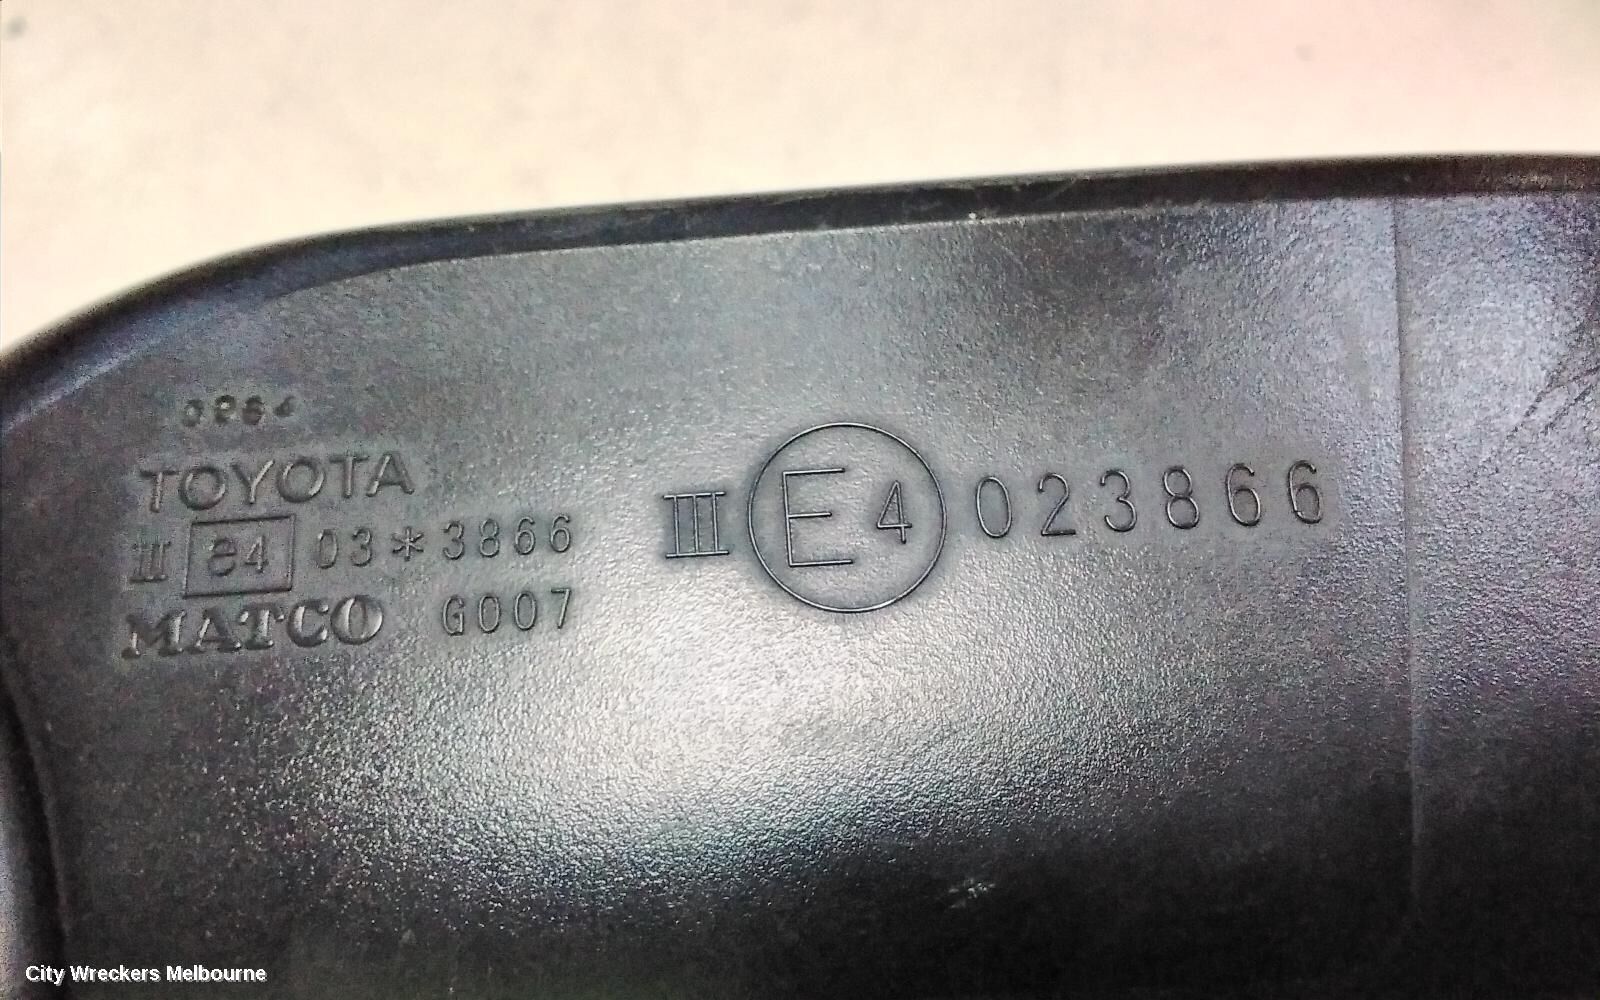 TOYOTA
III e4 03*3866
MATCO G007
III E4 023866
City Wreckers Melbourne